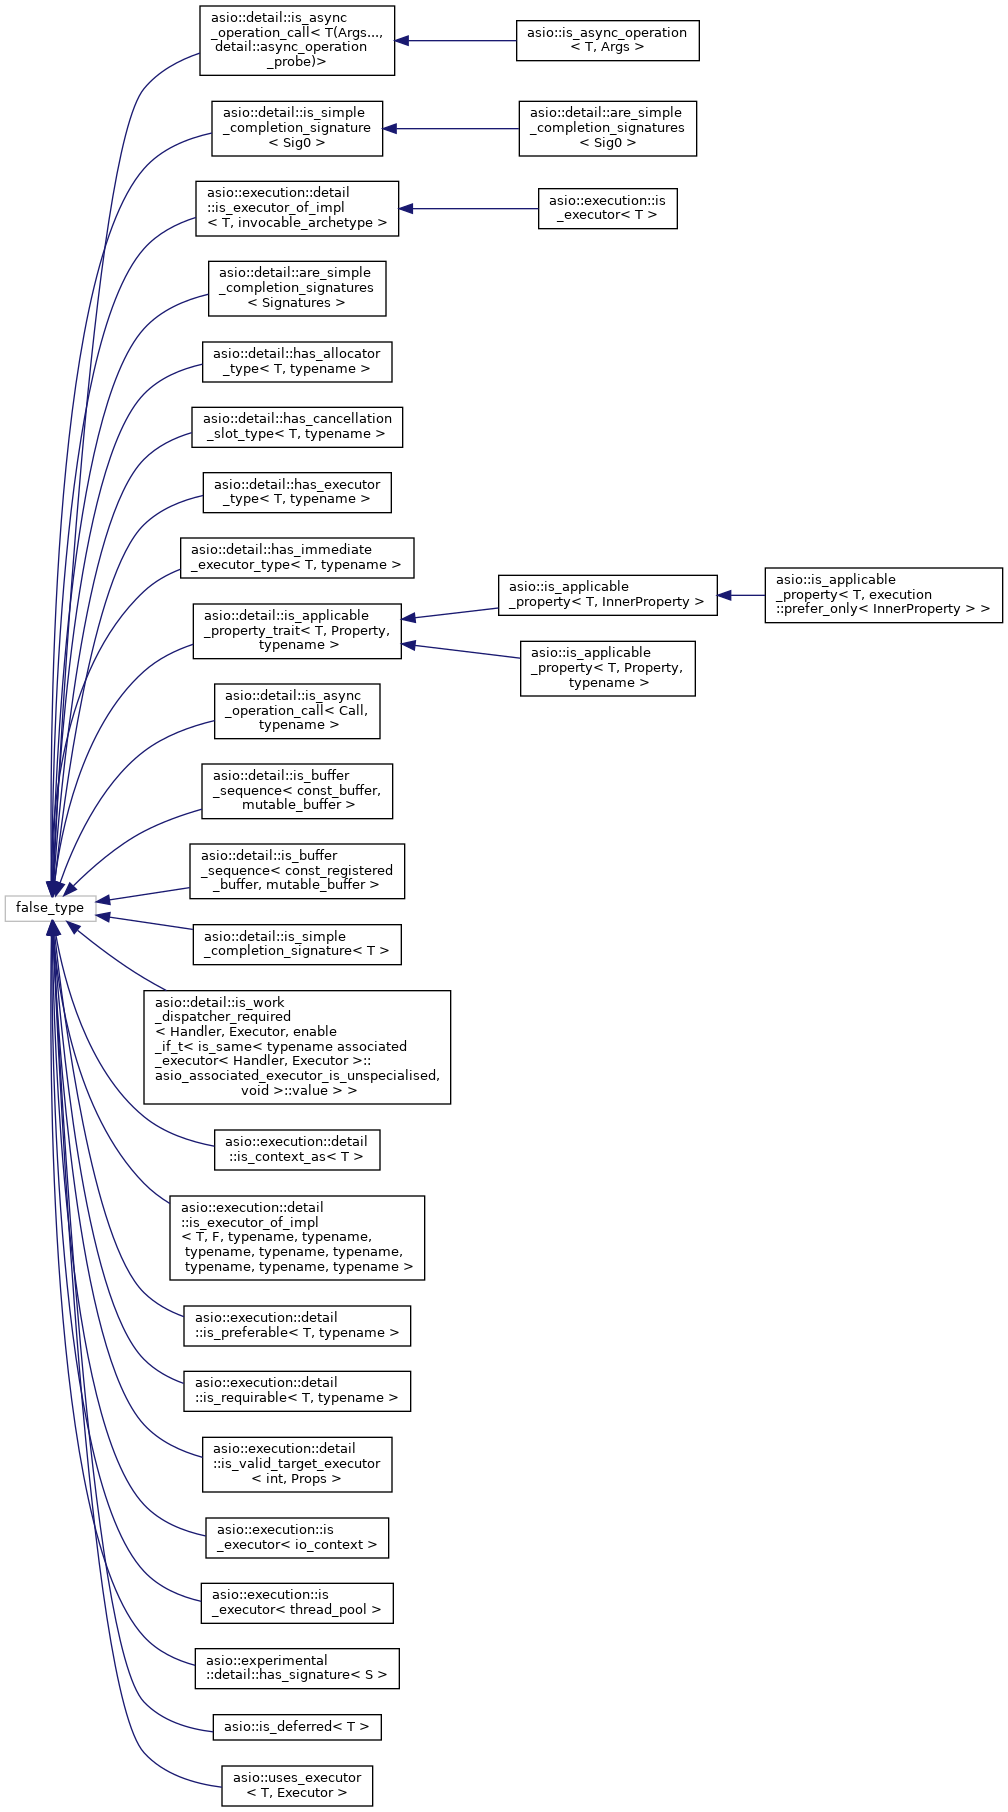 asio::detail::is_async
_operation_call< T(Args...,
detail::async_operation
_probe)>
asio::is_async_operation
< T, Args >
asio::detail::is_simple
_completion_signature
< Sig0 >
asio::detail::are_simple
_completion_signatures
< Sig0 >
asio::execution::detail
::is_executor_of_impl
< T, invocable_archetype >
asio::execution::is
_executor< T >
asio::detail::are_simple
_completion_signatures
< Signatures >
asio::detail::has_allocator
_type< T, typename >
asio::detail::has_cancellation
_slot_type< T, typename >
asio::detail::has_executor
_type< T, typename >
asio::detail::has_immediate
_executor_type< T, typename >
asio::detail::is_applicable
_property_trait< T, Property,
typename >
asio::is_applicable
_property< T, InnerProperty >
asio::is_applicable
_property< T, execution
::prefer_only< InnerProperty > >
asio::is_applicable
_property< T, Property,
typename >
asio::detail::is_async
_operation_call< Call,
typename >
asio::detail::is_buffer
_sequence< const_buffer,
mutable_buffer >
asio::detail::is_buffer
_sequence< const_registered
_buffer, mutable_buffer >
false_type
asio::detail::is_simple
_completion_signature< T >
asio::detail::is_work
_dispatcher_required
< Handler, Executor, enable
_if_t< is_same< typename associated
_executor< Handler, Executor >::
asio_associated_executor_is_unspecialised,
void >::value > >
asio::execution::detail
::is_context_as< T >
asio::execution::detail
::is_executor_of_impl
< T, F, typename, typename,
typename, typename, typename,
typename, typename, typename >
asio::execution::detail
::is_preferable< T, typename >
asio::execution::detail
::is_requirable< T, typename >
asio::execution::detail
::is_valid_target_executor
< int, Props >
asio::execution::is
_executor< io_context >
asio::execution::is
_executor< thread_pool >
asio::experimental
::detail::has_signature< S >
asio::is_deferred< T >
asio::uses_executor
< T, Executor >